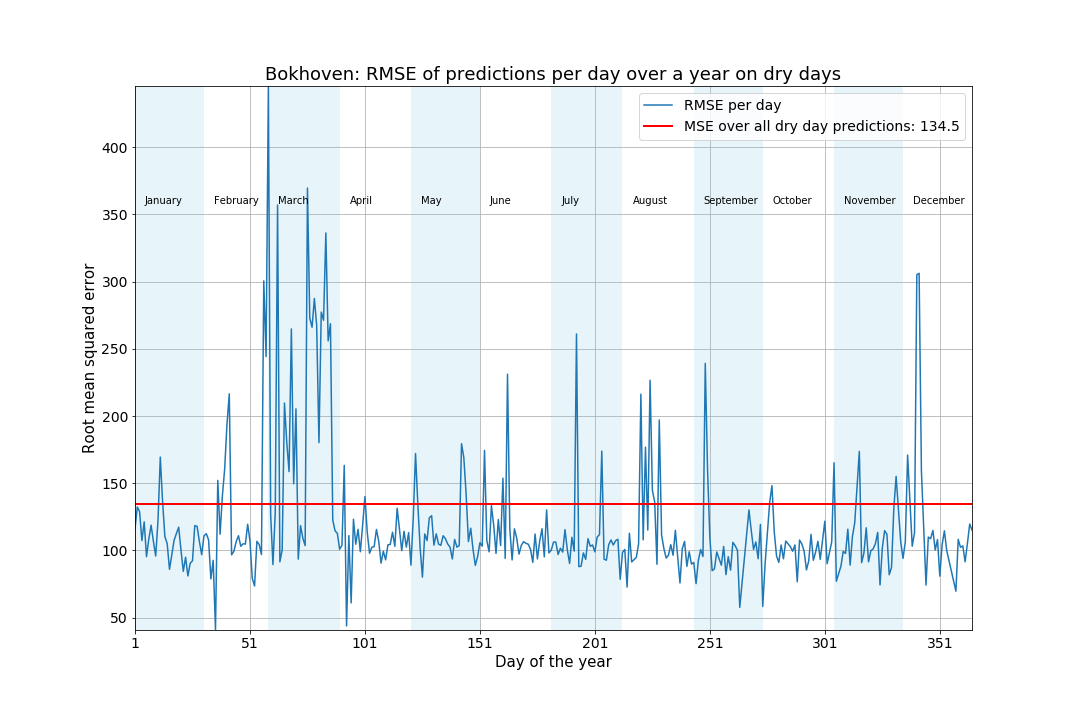 Bokhoven: RMSE of predictions per day over a year on dry days
RMSE per day
MSE over all dry day predictions: 134.5
400
350
300
250
200
150
100
50
Root mean squared error
January February March April May June July August September October November December
1 51 101 151 201 251 301 351
Day of the year